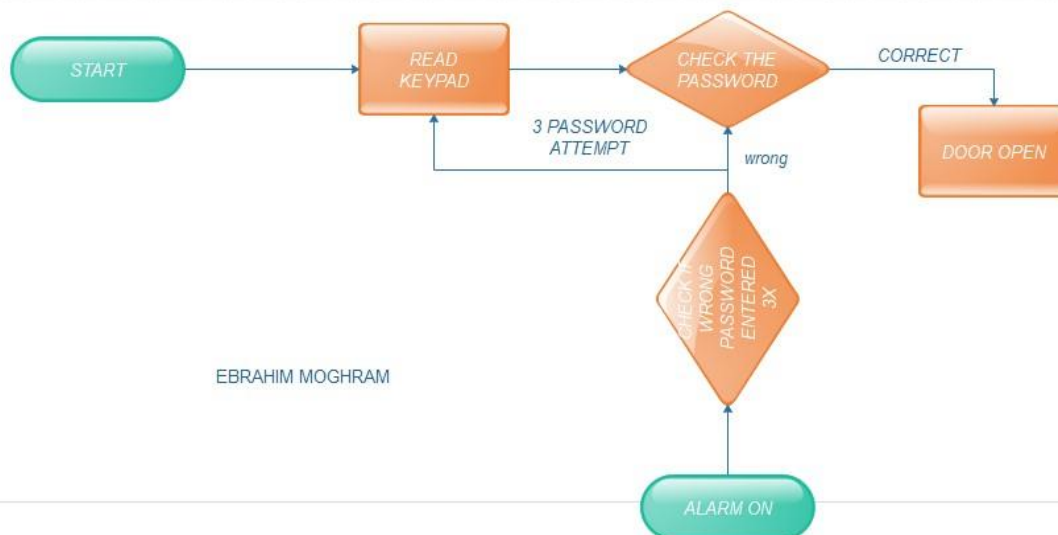 START
READ
KEYPAD
CHECK THE
PASSWORD
CORRECT
3 PASSWORD
ATTEMPT
wrong
DOOR OPEN
CHECK IF
WRONG
PASSWORD
ENTERED
3X
EBRAHIM MOGHRAM
ALARM ON